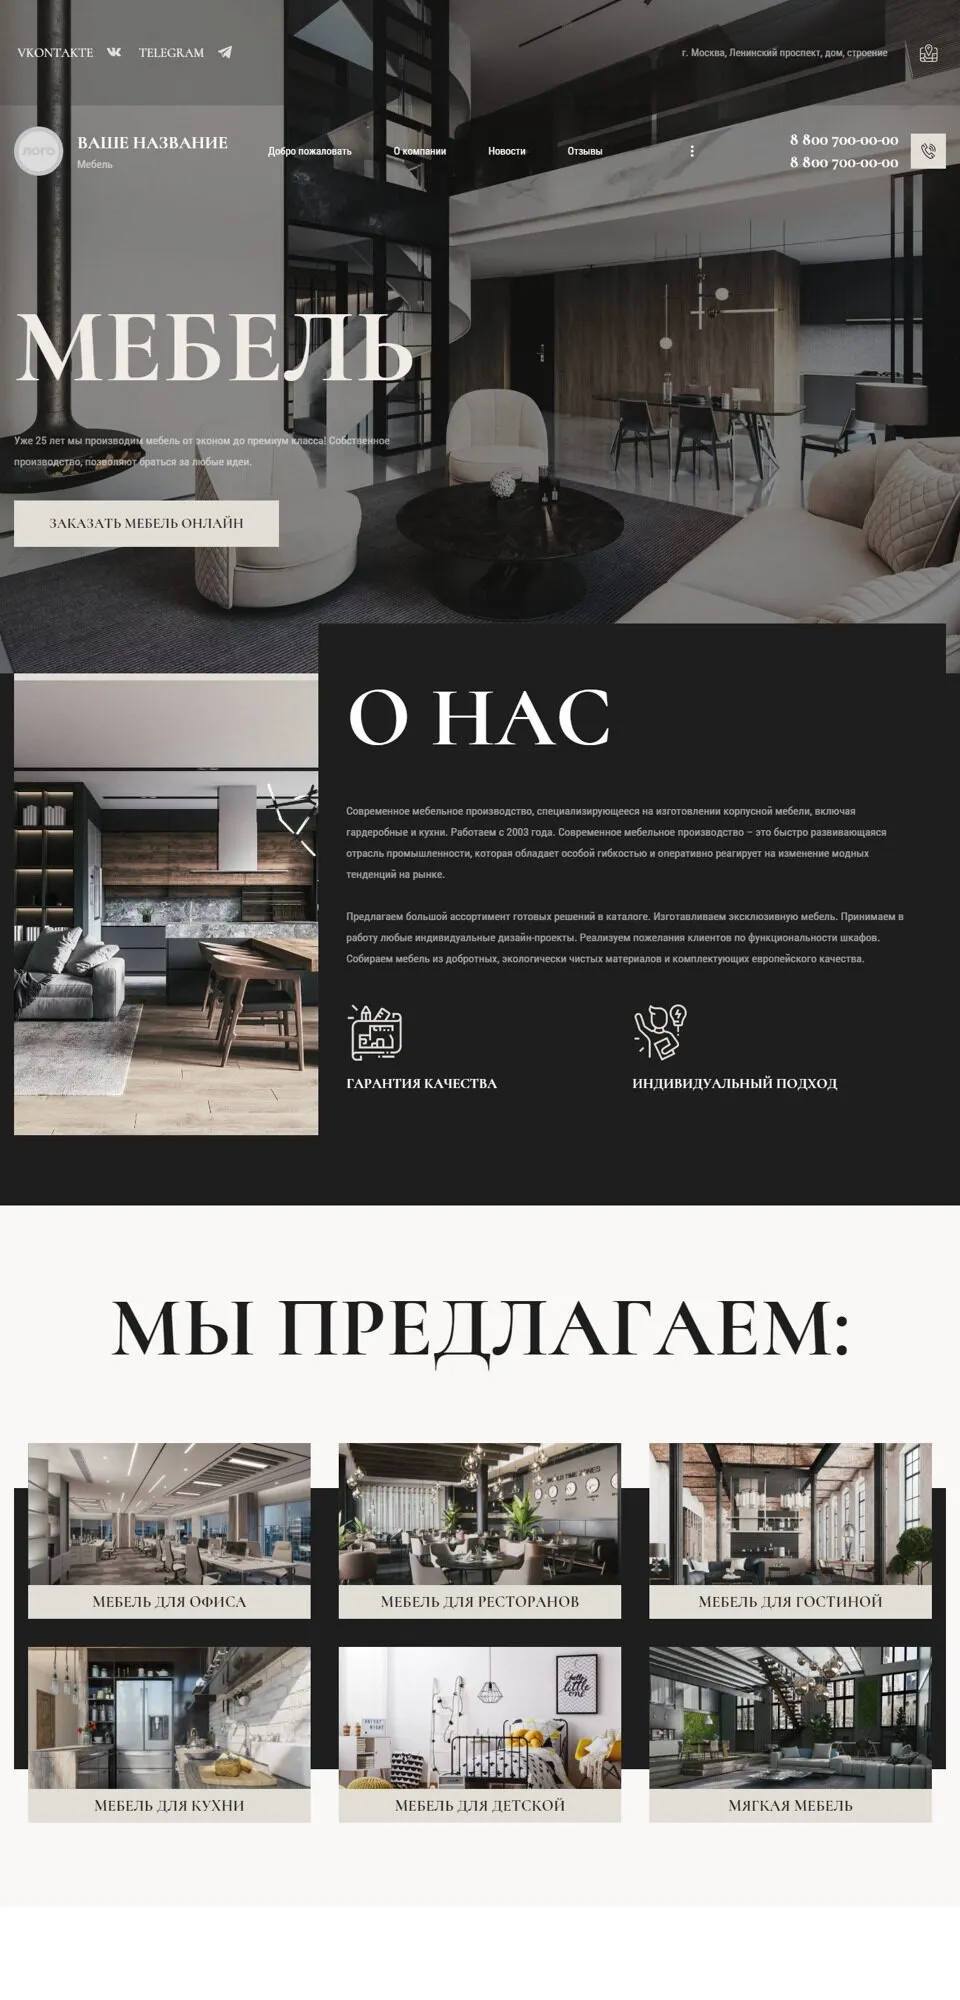 VKONTAKTE TELEGRAM г. Москва, Ленинский проспект, дом, строение
лого
ВАШЕ НАЗВАНИЕ
Мебель
Добро пожаловать О компании Новости Отзывы
8 800 700-00-00
8 800 700-00-00
МЕБЕЛЬ
Уже 25 лет мы производим мебель от эконом до премиум класса! Собственное
производство, позволяют браться за любые идеи.
ЗАКАЗАТЬ МЕБЕЛЬ ОНЛАЙН
О НАС
Современное мебельное производство, специализирующееся на изготовлении корпусной мебели, включая
гардеробные и кухни. Работаем с 2003 года. Современное мебельное производство – это быстро развивающаяся
отрасль промышленности, которая обладает особой гибкостью и оперативно реагирует на изменение модных
тенденций на рынке.
Предлагаем большой ассортимент готовых решений в каталоге. Изготавливаем эксклюзивную мебель. Принимаем в
работу любые индивидуальные дизайн-проекты. Реализуем пожелания клиентов по функциональности шкафов.
Собираем мебель из добротных, экологически чистых материалов и комплектующих европейского качества.
ГАРАНТИЯ КАЧЕСТВА ИНДИВИДУАЛЬНЫЙ ПОДХОД
МЫ ПРЕДЛАГАЕМ:
МЕБЕЛЬ ДЛЯ ОФИСА МЕБЕЛЬ ДЛЯ РЕСТОРАНОВ МЕБЕЛЬ ДЛЯ ГОСТИНОЙ
hello
little
one
МЕБЕЛЬ ДЛЯ КУХНИ МЕБЕЛЬ ДЛЯ ДЕТСКОЙ МЯГКАЯ МЕБЕЛЬ